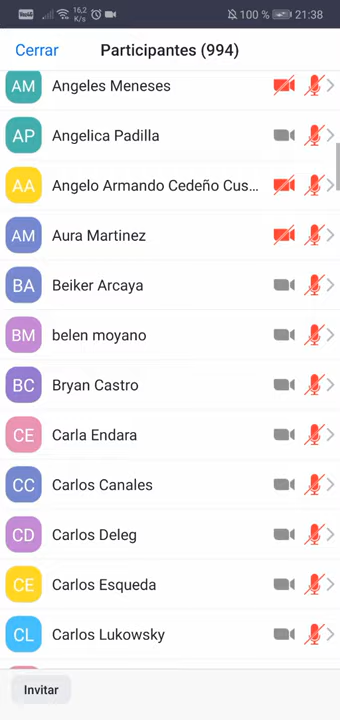 16,2
K/s
100 %
21:38
Cerrar
Participantes (994)
AM Angeles Meneses
AP Angelica Padilla
AA Angelo Armando Cedeño Cus...
AM Aura Martinez
BA Beiker Arcaya
BM belen moyano
BC Bryan Castro
CE Carla Endara
CC Carlos Canales
CD Carlos Deleg
CE Carlos Esqueda
CL Carlos Lukowsky
Invitar